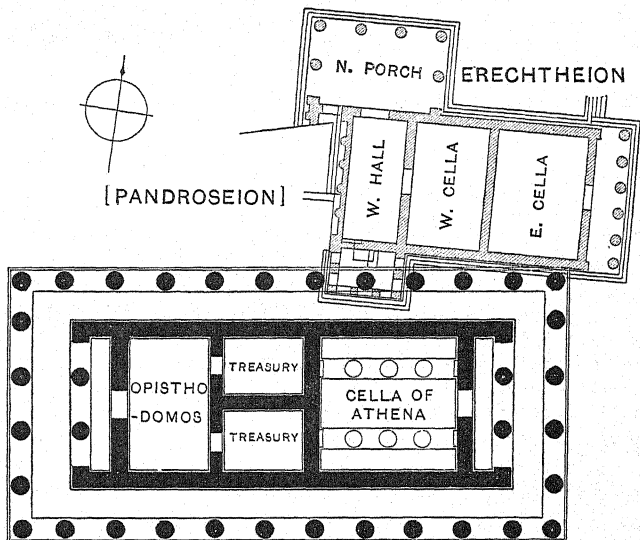 N. PORCH
ERECHTHEION
[PANDROSEION]
W. HALL
W. CELLA
E. CELLA
OPISTHO
-DOMOS
TREASURY
TREASURY
CELLA OF
ATHENA